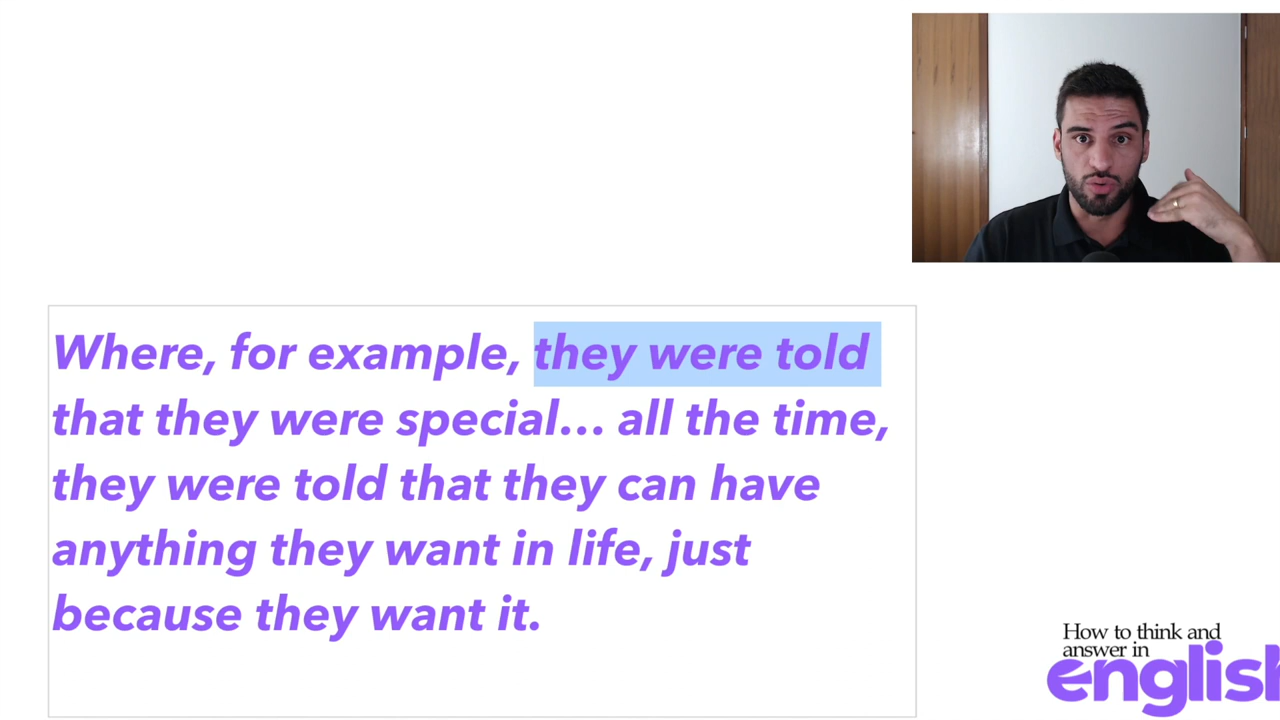 Where, for example, they were told
that they were special... all the time,
they were told that they can have
anything they want in life, just
because they want it.
How to think and
answer in
english